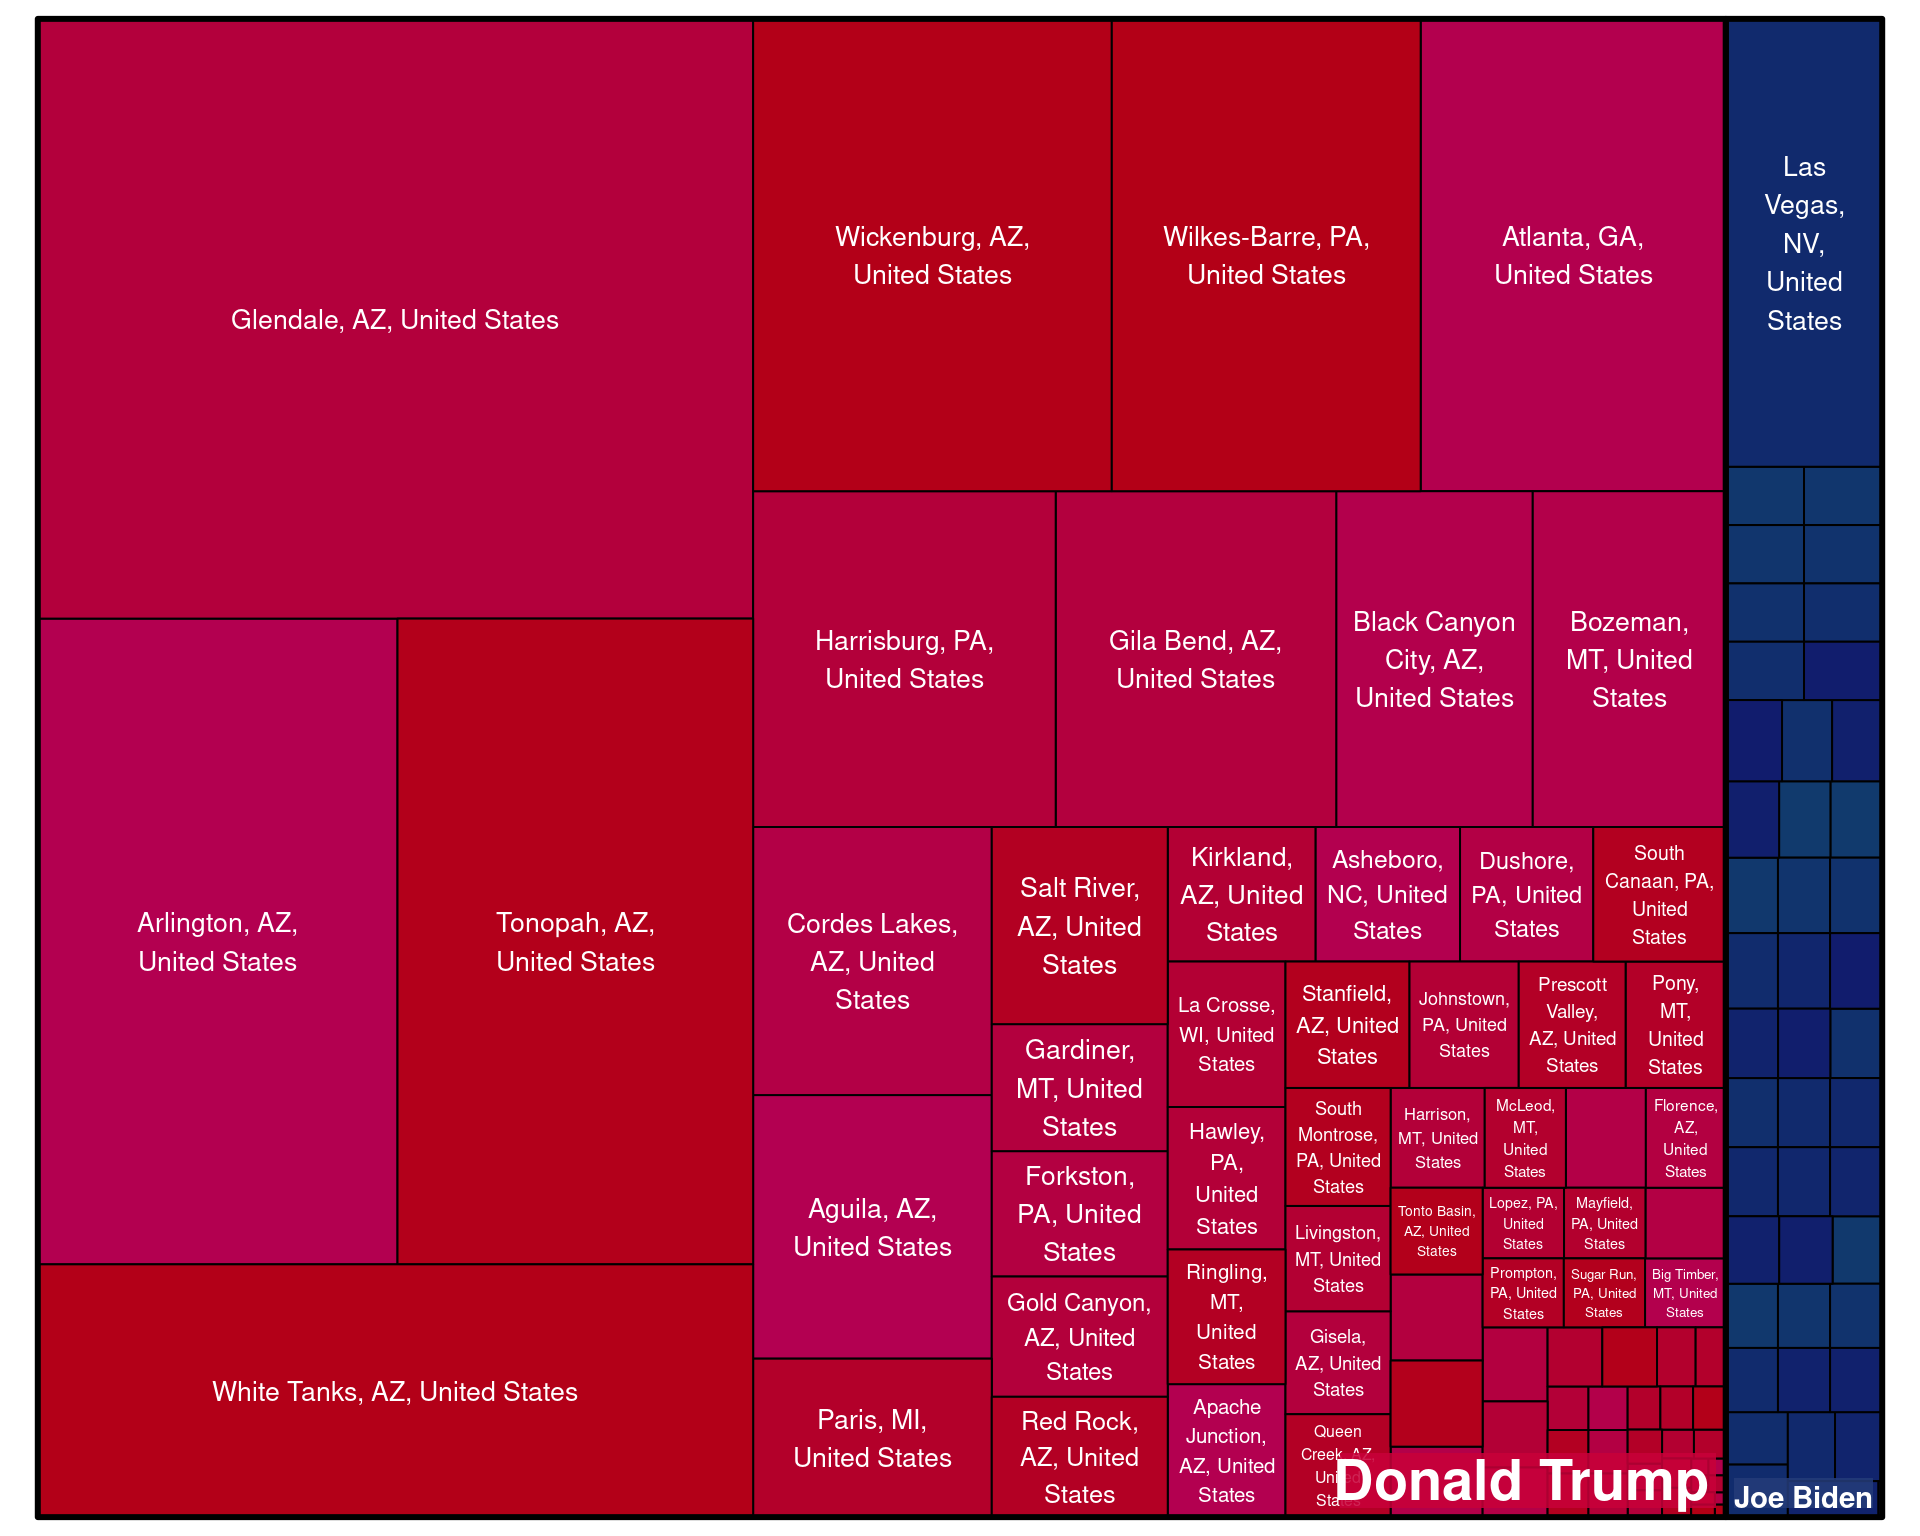 Glendale, AZ, United States
Arlington, AZ,
United States
Tonopah, AZ,
United States
White Tanks, AZ, United States
Wickenburg, AZ,
United States
Wilkes-Barre, PA,
United States
Atlanta, GA,
United States
Harrisburg, PA,
United States
Gila Bend, AZ,
United States
Black Canyon
City, AZ,
United States
Bozeman,
MT, United
States
Cordes Lakes,
AZ, United
States
Aguila, AZ,
United States
Paris, MI,
United States
Salt River,
AZ, United
States
Gardiner,
MT, United
States
Forkston,
PA, United
States
Gold Canyon,
AZ, United
States
Red Rock,
AZ, United
States
Kirkland,
AZ, United
States
Asheboro,
NC, United
States
Dushore,
PA, United
States
South
Canaan, PA,
United
States
La Crosse,
WI, United
States
Hawley,
PA,
United
States
Ringling,
MT,
United
States
Apache
Junction,
AZ, United
States
Stanfield,
AZ, United
States
Johnstown,
PA, United
States
Prescott
Valley,
AZ, United
States
Pony,
MT,
United
States
South
Montrose,
PA, United
States
Livingston,
MT, United
States
Gisela,
AZ, United
States
Queen
Creek, AZ,
United
States
Harrison,
MT, United
States
McLeod,
MT,
United
States
Florence,
AZ,
United
States
Tonto Basin,
AZ, United
States
Lopez, PA,
United
States
Mayfield,
PA, United
States
Prompton,
PA, United
States
Sugar Run,
PA, United
States
Big Timber,
MT, United
States
Donald Trump
Las
Vegas,
NV,
United
States
Joe Biden